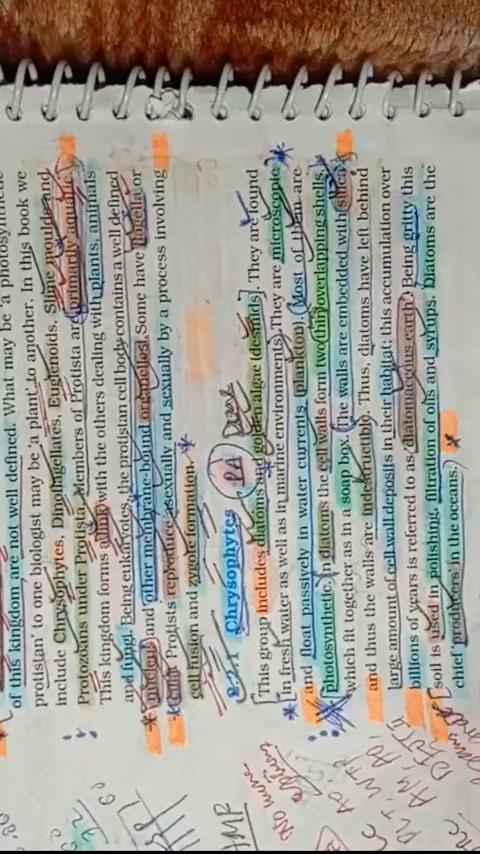 of this kingdom are not well defined. What may be 'a photosynthetic
protistan' to one biologist may be 'a plant' to another. In this book we
include Chrysophytes, Dinoflagellates, Euglenoids, Slime moulds and
Protozoans under Protista. Members of Protista are primarily aquatic.
This kingdom forms a link with the others dealing with plants, animals
and fungi. Being eukaryotes, the protistan cell body contains a well defined
nucleus and other membrane-bound organelles. Some have flagella or
cilia. Protists reproduce asexually and sexually by a process involving
cell fusion and zygote formation.
2.2.1 Chrysophytes PA
This group includes diatoms and golden algae (desmids). They are found
in fresh water as well as in marine environments. They are microscopic
and float passively in water currents (plankton). Most of them are
photosynthetic. In diatoms the cell walls form two thin overlapping shells,
which fit together as in a soap box. The walls are embedded with silica
and thus the walls are indestructible. Thus, diatoms have left behind
large amount of cell wall deposits in their habitat; this accumulation over
billions of years is referred to as 'diatomaceous earth'. Being gritty this
soil is used in polishing, filtration of oils and syrups. Diatoms are the
chief 'producers' in the oceans.
No more